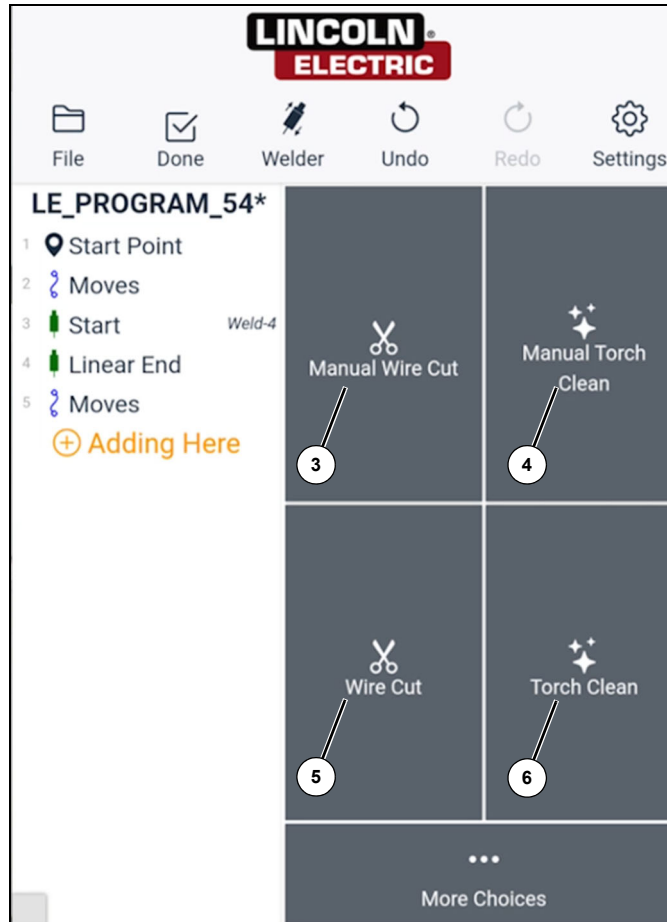 LINCOLN ®
ELECTRIC
File Done Welder Undo Redo Settings
LE_PROGRAM_54*
1 Start Point
2 Moves
3 Start Weld-4
4 Linear End
5 Moves
Adding Here
Manual Wire Cut
3
Manual Torch
Clean
4
Wire Cut
5
Torch Clean
6
More Choices